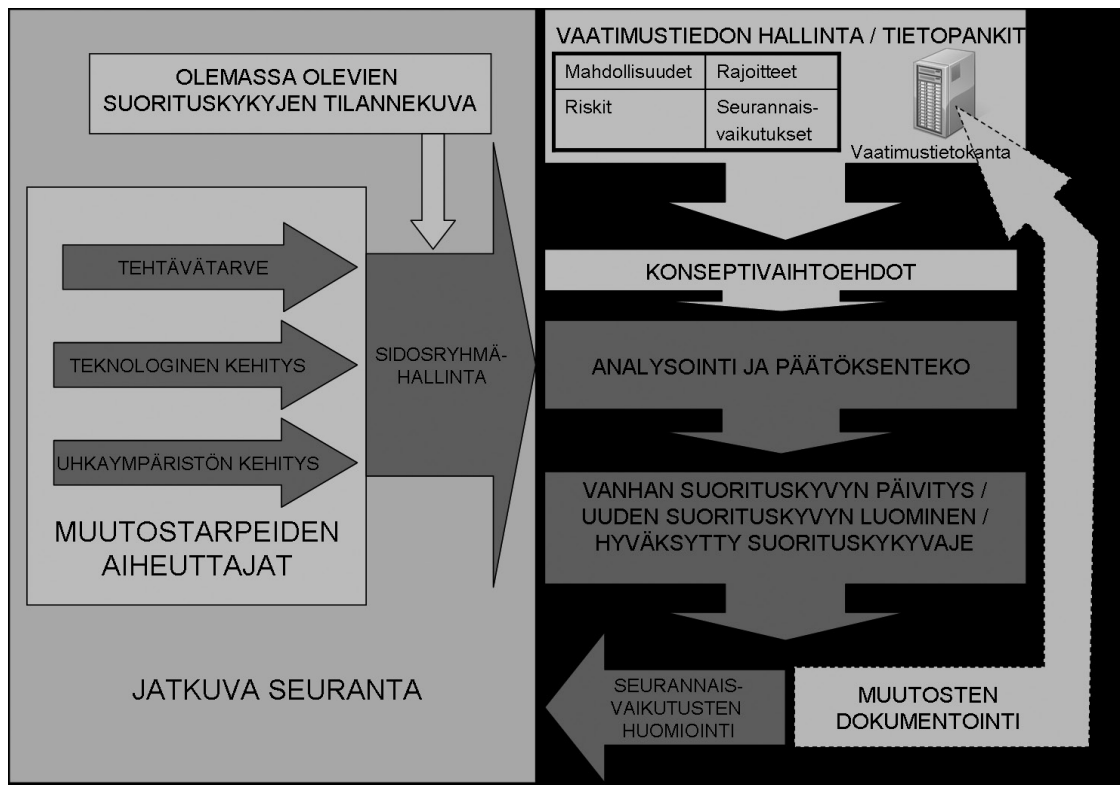 OLEMASSA OLEVIEN
SUORITUSKYKYJEN TILANNEKUVA
TEHTÄVÄTARVE
TEKNOLOGINEN KEHITYS
UHKAYMPÄRISTÖN KEHITYS
MUUTOSTARPEIDEN
AIHEUTTAJAT
SIDOSRYHMÄ-
HALLINTA
JATKUVA SEURANTA
VAATIMUSTIEDON HALLINTA / TIETOPANKIT
Mahdollisuudet
Rajoitteet
Riskit
Seurannais-
vaikutukset
Vaatimustietokanta
KONSEPTIVAIHTOEHDOT
ANALYSOINTI JA PÄÄTÖKSENTEKO
VANHAN SUORITUSKYVYN PÄIVITYS /
UUDEN SUORITUSKYVYN LUOMINEN /
HYVÄKSYTTY SUORITUSKYKYVAJE
SEURANNAIS-
VAIKUTUSTEN
HUOMIOINTI
MUUTOSTEN
DOKUMENTOINTI